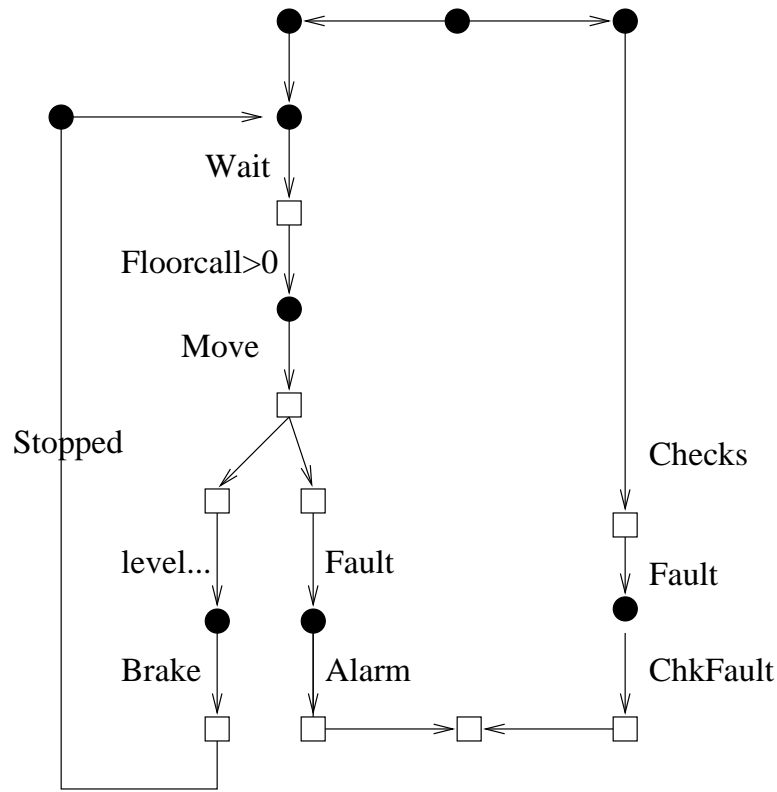 Wait
Floorcall>0
Move
Stopped
Checks
level...
Fault
Fault
Brake
Alarm
ChkFault